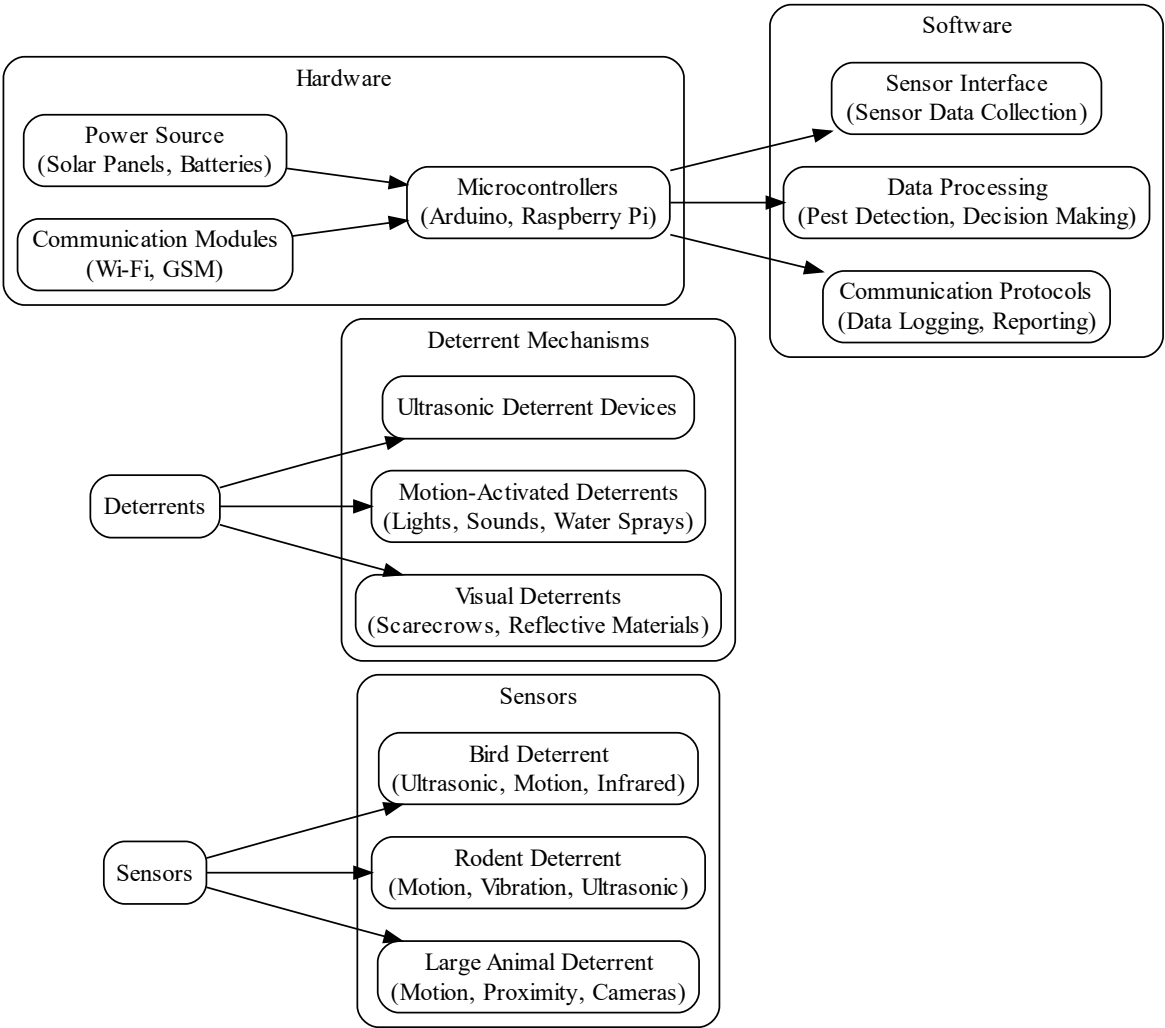 Hardware
Power Source
(Solar Panels, Batteries)
Communication Modules
(Wi-Fi, GSM)
Microcontrollers
(Arduino, Raspberry Pi)
Software
Sensor Interface
(Sensor Data Collection)
Data Processing
(Pest Detection, Decision Making)
Communication Protocols
(Data Logging, Reporting)
Deterrents
Deterrent Mechanisms
Ultrasonic Deterrent Devices
Motion-Activated Deterrents
(Lights, Sounds, Water Sprays)
Visual Deterrents
(Scarecrows, Reflective Materials)
Sensors
Sensors
Bird Deterrent
(Ultrasonic, Motion, Infrared)
Rodent Deterrent
(Motion, Vibration, Ultrasonic)
Large Animal Deterrent
(Motion, Proximity, Cameras)